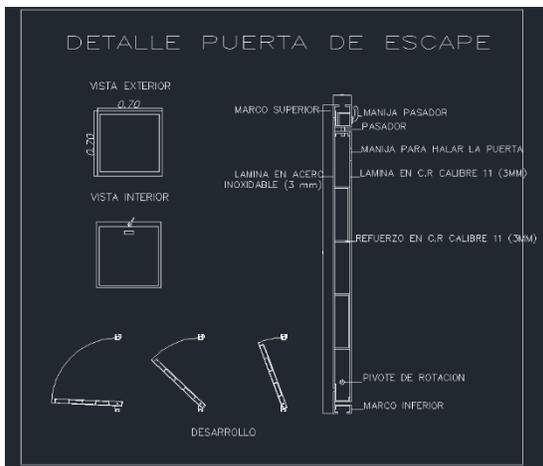 DETALLE PUERTA DE ESCAPE
VISTA EXTERIOR
0.70
0.70
VISTA INTERIOR
MARCO SUPERIOR
MANIJA PASADOR
PASADOR
MANIJA PARA HALAR LA PUERTA
LAMINA EN ACERO
INOXIDABLE (3 mm)
LAMINA EN C.R CALIBRE 11 (3MM)
REFUERZO EN C.R CALIBRE 11 (3MM)
PIVOTE DE ROTACION
MARCO INFERIOR
DESARROLLO